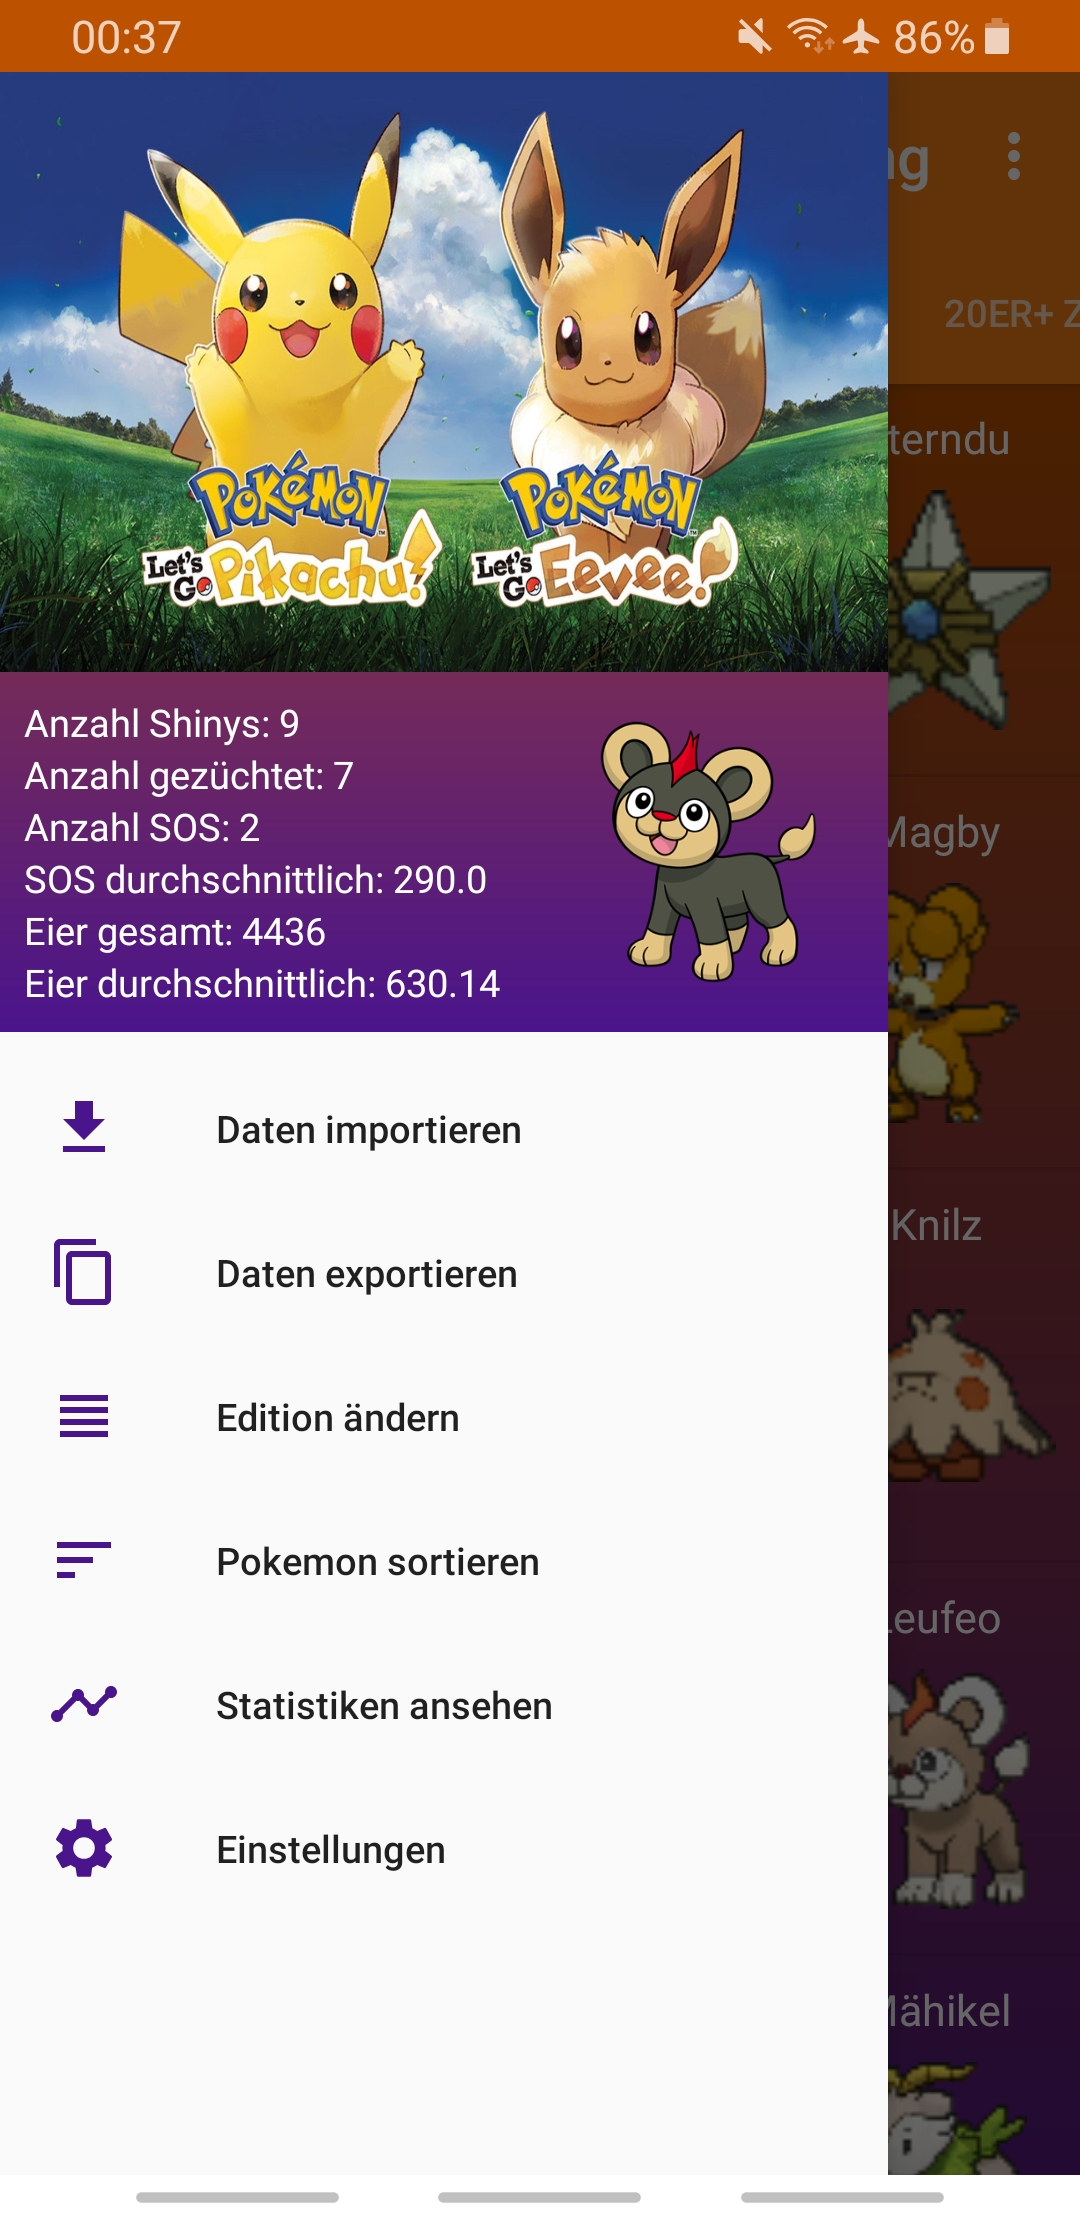 00:37
86%
ng
20ER+ Z
POKéMON
Let's Go Pikachu!
POKéMON
Let's Go Eevee!
Anzahl Shinys: 9
Anzahl gezüchtet: 7
Anzahl SOS: 2
SOS durchschnittlich: 290.0
Eier gesamt: 4436
Eier durchschnittlich: 630.14
Daten importieren
Daten exportieren
Edition ändern
Pokemon sortieren
Statistiken ansehen
Einstellungen
terndu
Magby
Knilz
Leufeo
Mähikel